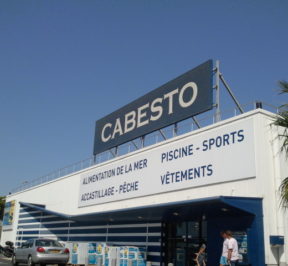 CABESTO
ALIMENTATION DE LA MER
ACCASTILLAGE - PÊCHE
PISCINE - SPORTS
VÊTEMENTS